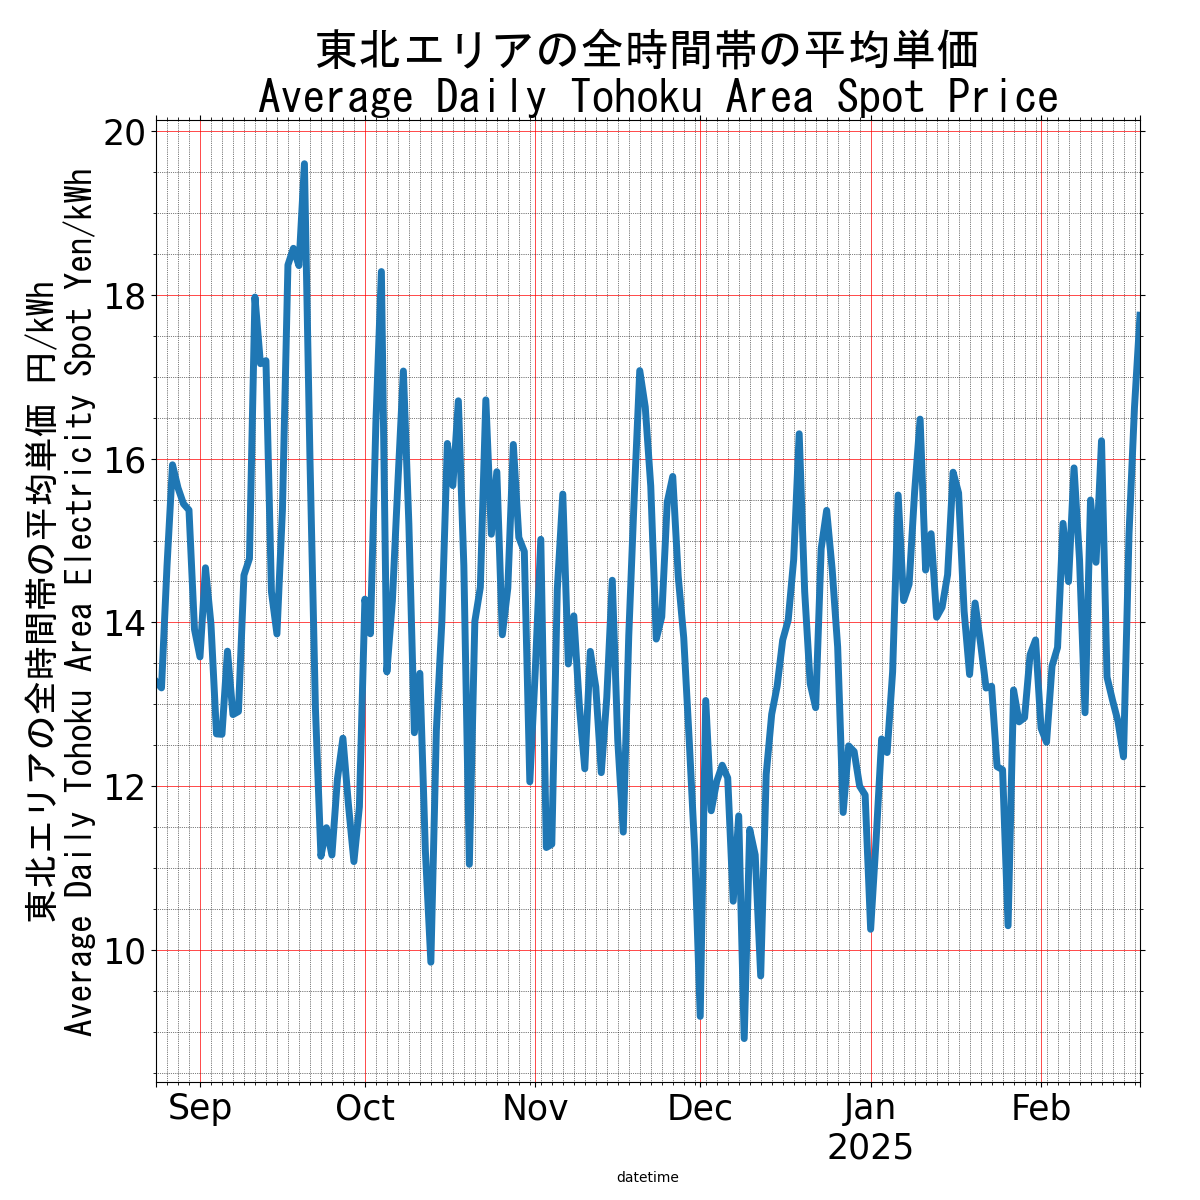 東北エリアの全時間帯の平均単価
Average Daily Tohoku Area Spot Price
東北エリアの全時間帯の平均単価 円/kWh
Average Daily Tohoku Area Electricity Spot Yen/kWh
20
18
16
14
12
10
Sep
Oct
Nov
Dec
Jan
2025
Feb
datetime